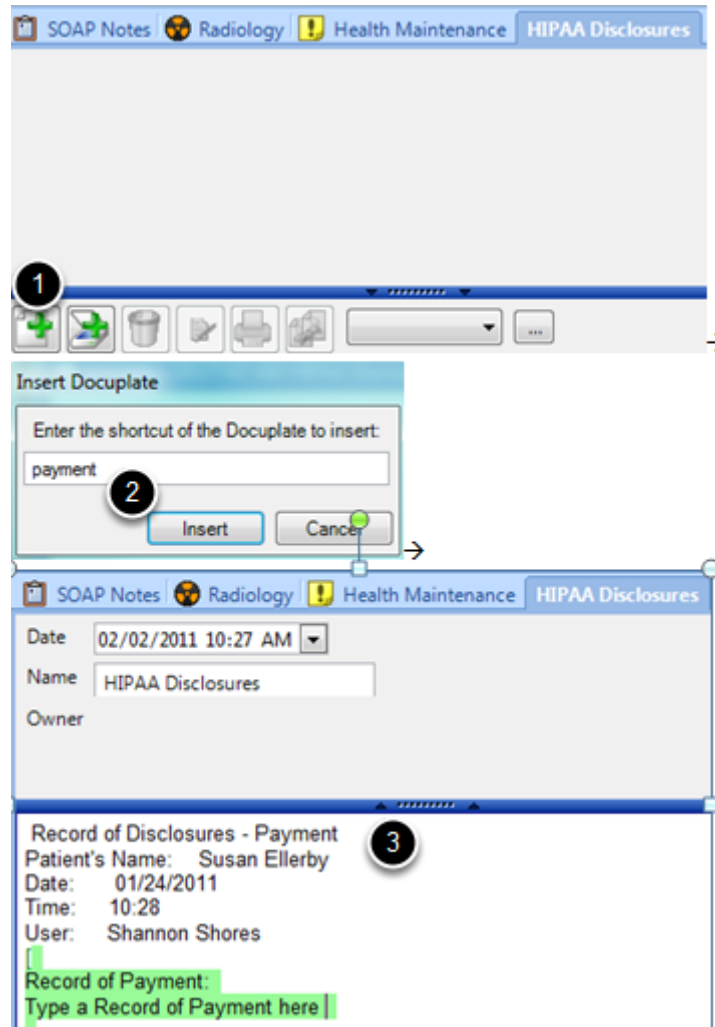 SOAP Notes Radiology Health Maintenance HIPAA Disclosures
1
...
→
Insert Docuplate
Enter the shortcut of the Docuplate to insert:
payment
2
Insert Cancel
→
SOAP Notes Radiology Health Maintenance HIPAA Disclosures
Date 02/02/2011 10:27 AM
Name HIPAA Disclosures
Owner
Record of Disclosures - Payment
3
Patient's Name: Susan Ellerby
Date: 01/24/2011
Time: 10:28
User: Shannon Shores
[
Record of Payment:
Type a Record of Payment here